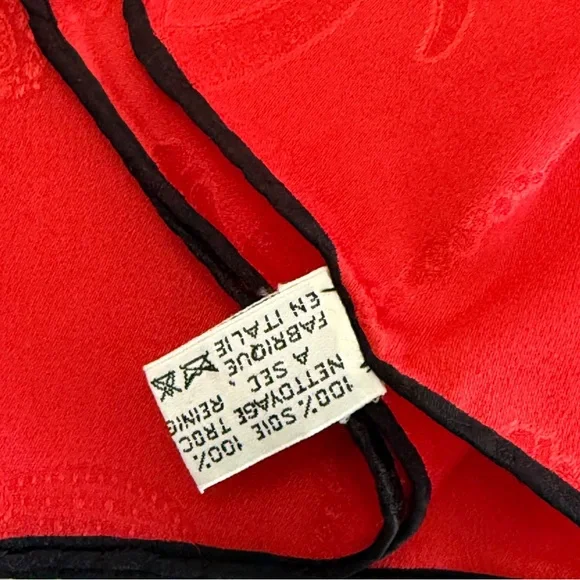 100% SOIE 100%
NETTOYAGE TROC
A SEC REINIG
FABRIQUE
EN ITALIE